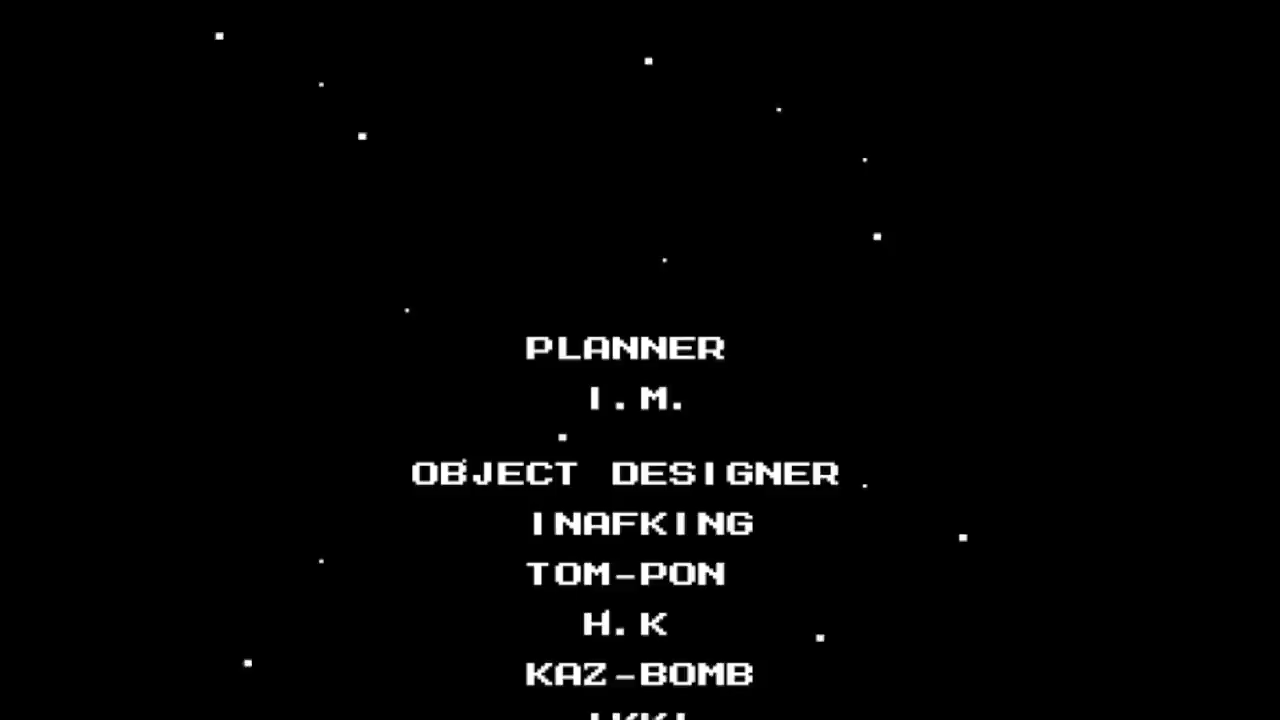 PLANNER
I.M.
OBJECT DESIGNER
INAFKING
TOM-PON
H.K
KAZ-BOMB